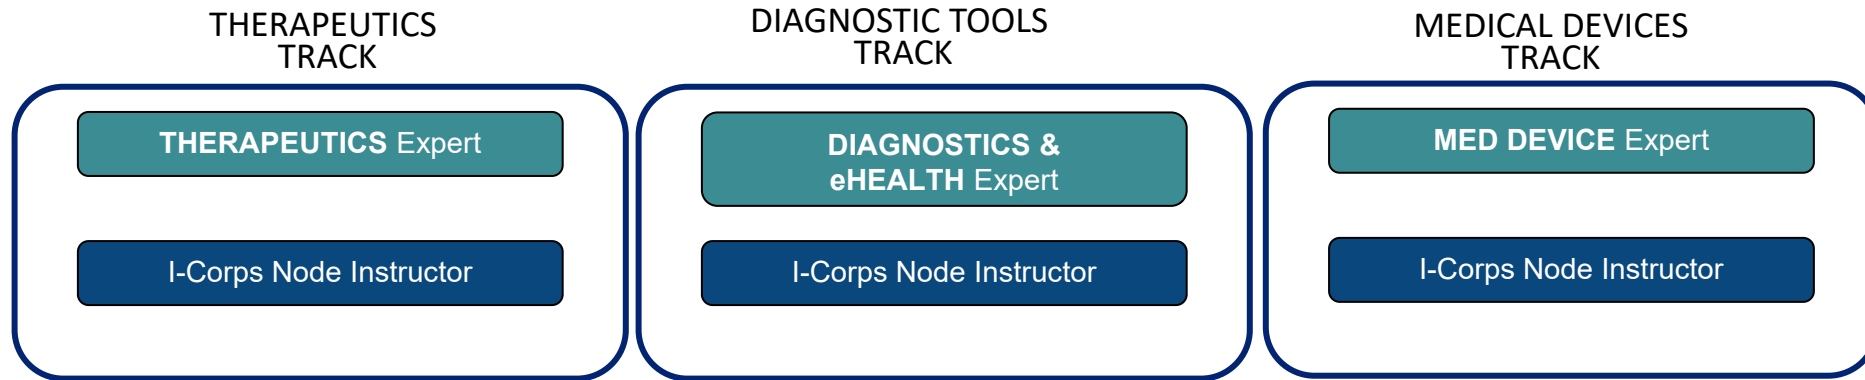 THERAPEUTICS
TRACK
THERAPEUTICS Expert
I-Corps Node Instructor
DIAGNOSTIC TOOLS
TRACK
DIAGNOSTICS &
eHEALTH Expert
I-Corps Node Instructor
MEDICAL DEVICES
TRACK
MED DEVICE Expert
I-Corps Node Instructor